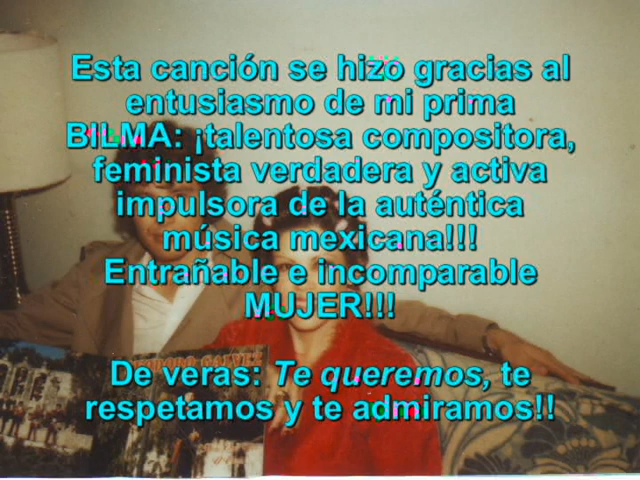 Esta canción se hizo gracias al
entusiasmo de mi prima
BILMA: ¡talentosa compositora,
feminista verdadera y activa
impulsora de la auténtica
música mexicana!!!
Entrañable e incomparable
MUJER!!!
De veras: Te queremos, te
respetamos y te admiramos!!